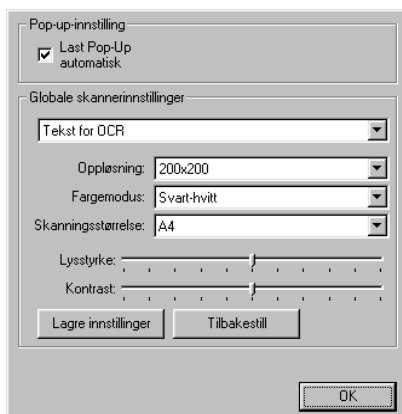 Pop-up-innstilling
Last Pop-Up
automatisk
Globale skannerinnstillinger
Tekst for OCR
Oppløsning: 200x200
Fargemodus: Svart-hvitt
Skanningsstørrelse: A4
Lysstyrke:
Kontrast:
Lagre innstillinger Tilbakestill
OK